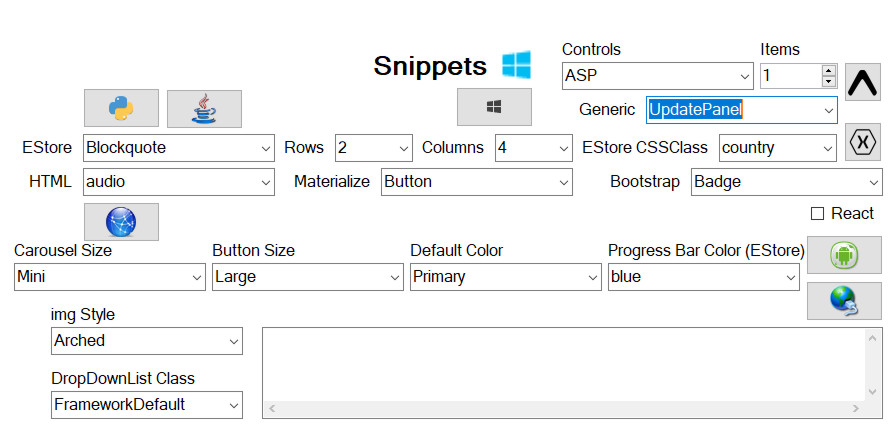 Snippets
Controls Items
ASP 1
Generic UpdatePanel
EStore Blockquote Rows 2 Columns 4 EStore CSSClass country
HTML audio Materialize Button Bootstrap Badge
React
Carousel Size Button Size Default Color Progress Bar Color (EStore)
Mini Large Primary blue
img Style
Arched
DropDownList Class
FrameworkDefault